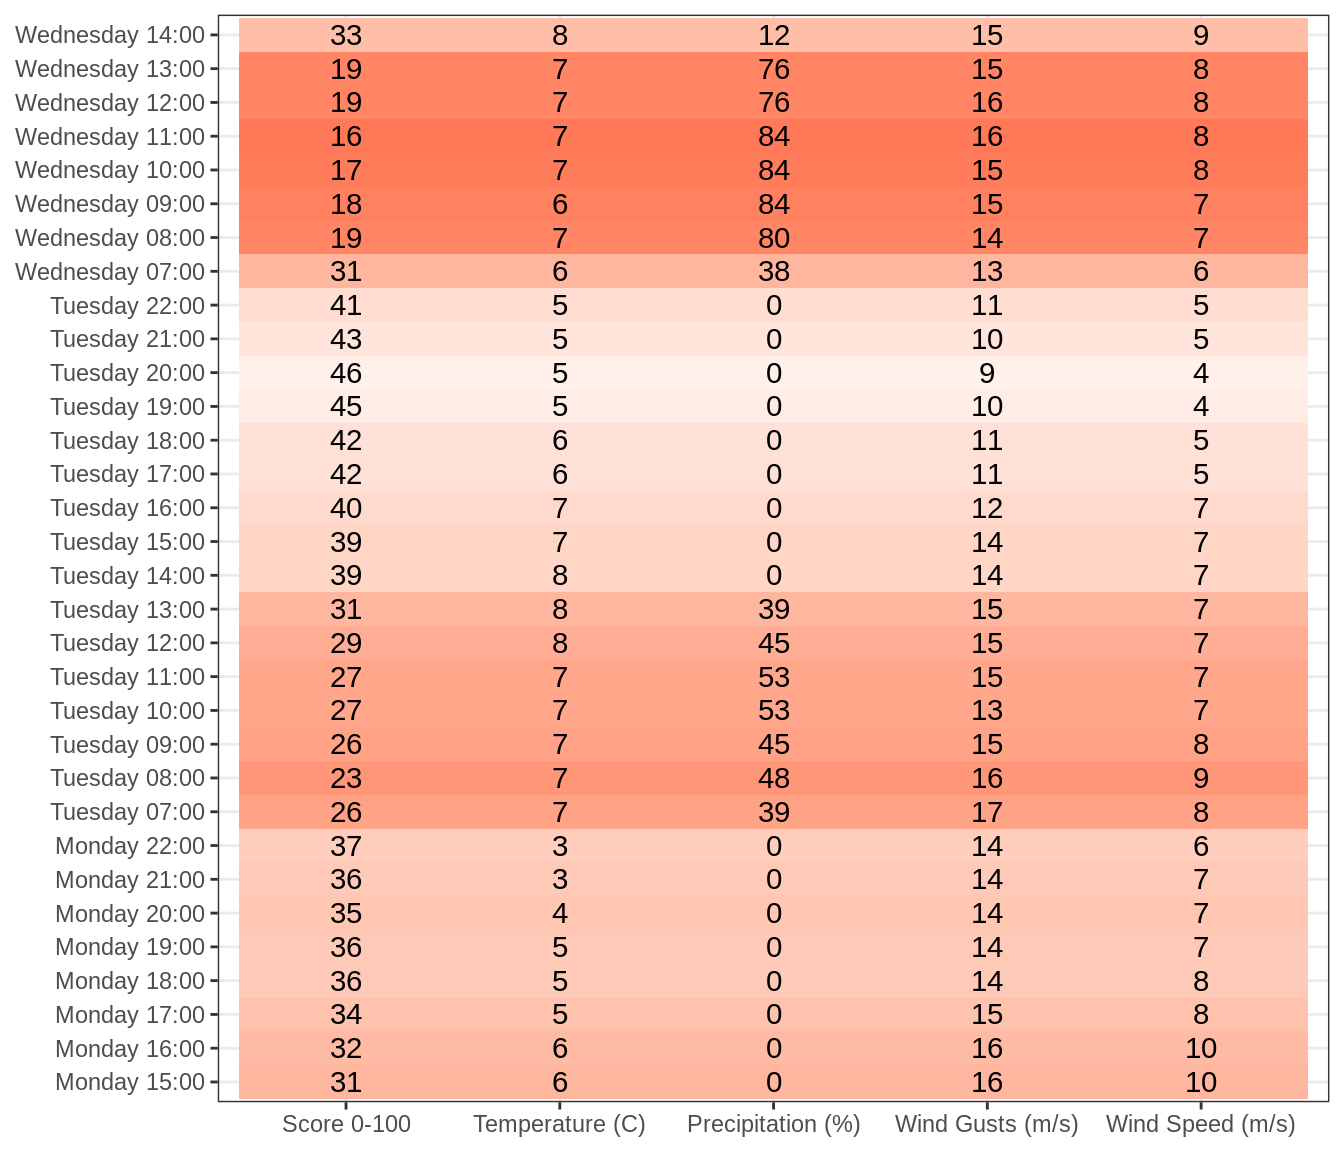 Wednesday 14:00 33 8 12 15 9
Wednesday 13:00 19 7 76 15 8
Wednesday 12:00 19 7 76 16 8
Wednesday 11:00 16 7 84 16 8
Wednesday 10:00 17 7 84 15 8
Wednesday 09:00 18 6 84 15 7
Wednesday 08:00 19 7 80 14 7
Wednesday 07:00 31 6 38 13 6
Tuesday 22:00 41 5 0 11 5
Tuesday 21:00 43 5 0 10 5
Tuesday 20:00 46 5 0 9 4
Tuesday 19:00 45 5 0 10 4
Tuesday 18:00 42 6 0 11 5
Tuesday 17:00 42 6 0 11 5
Tuesday 16:00 40 7 0 12 7
Tuesday 15:00 39 7 0 14 7
Tuesday 14:00 39 8 0 14 7
Tuesday 13:00 31 8 39 15 7
Tuesday 12:00 29 8 45 15 7
Tuesday 11:00 27 7 53 15 7
Tuesday 10:00 27 7 53 13 7
Tuesday 09:00 26 7 45 15 8
Tuesday 08:00 23 7 48 16 9
Tuesday 07:00 26 7 39 17 8
Monday 22:00 37 3 0 14 6
Monday 21:00 36 3 0 14 7
Monday 20:00 35 4 0 14 7
Monday 19:00 36 5 0 14 7
Monday 18:00 36 5 0 14 8
Monday 17:00 34 5 0 15 8
Monday 16:00 32 6 0 16 10
Monday 15:00 31 6 0 16 10
Score 0-100 Temperature (C) Precipitation (%) Wind Gusts (m/s) Wind Speed (m/s)